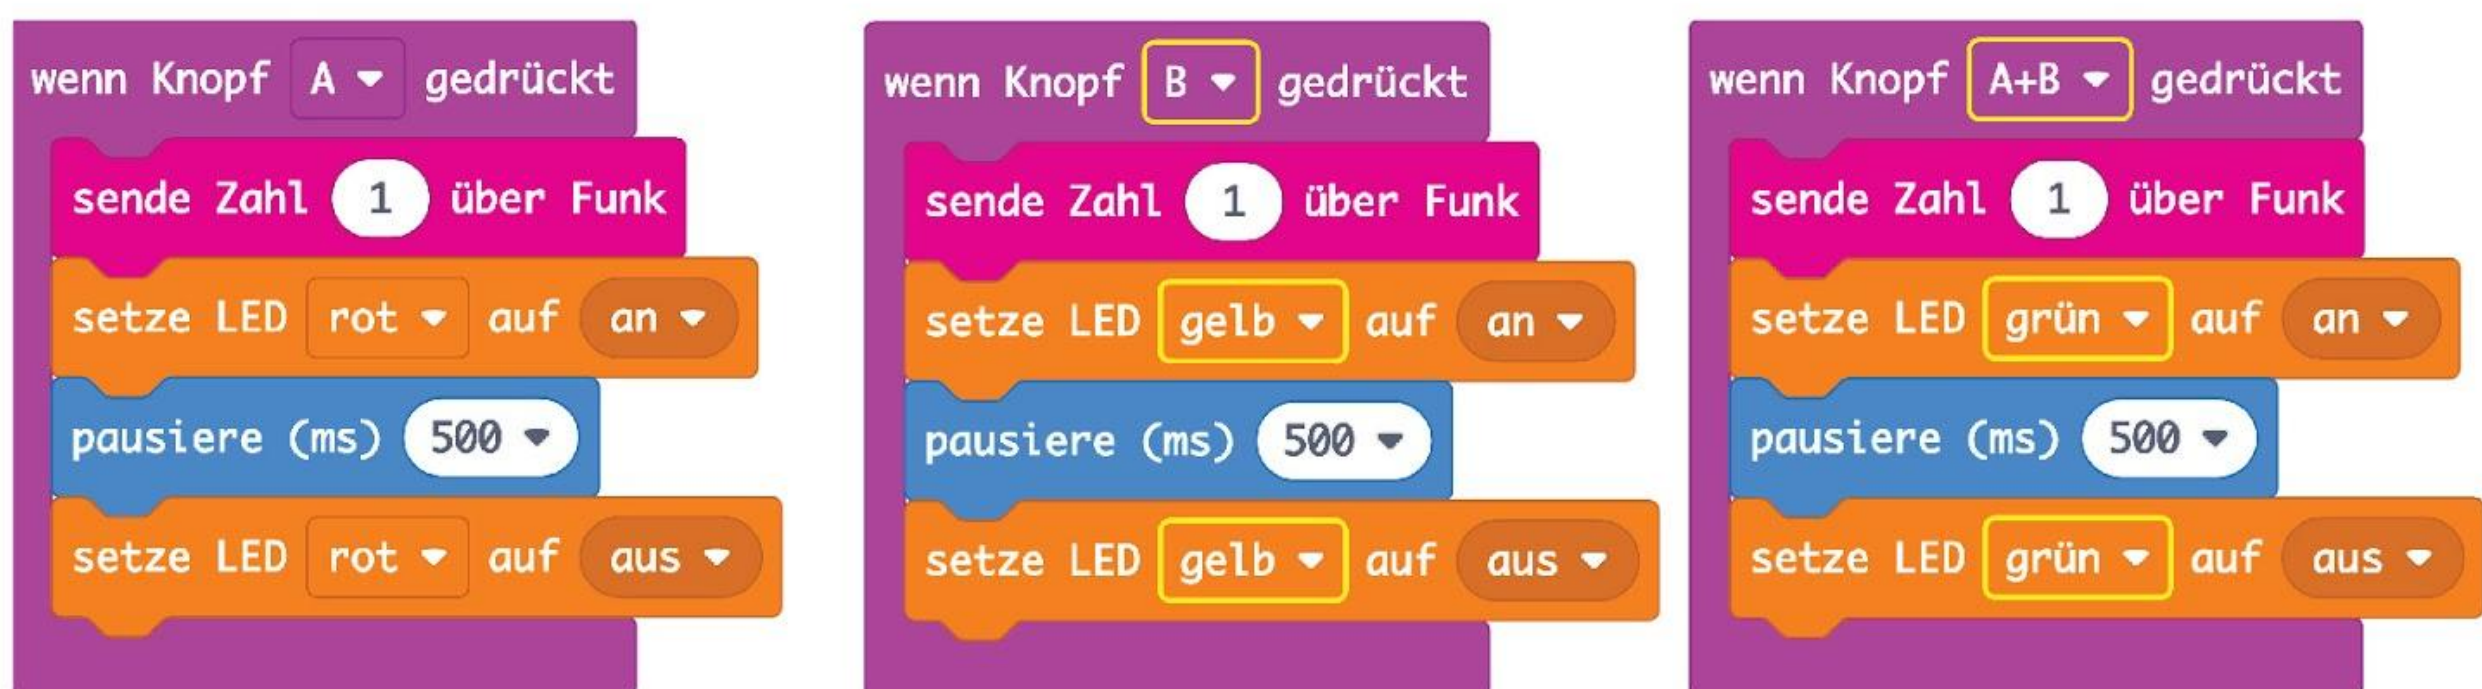 wenn Knopf A gedrückt
sende Zahl 1 über Funk
setze LED rot auf an
pausiere (ms) 500
setze LED rot auf aus
wenn Knopf B gedrückt
sende Zahl 1 über Funk
setze LED gelb auf an
pausiere (ms) 500
setze LED gelb auf aus
wenn Knopf A+B gedrückt
sende Zahl 1 über Funk
setze LED grün auf an
pausiere (ms) 500
setze LED grün auf aus